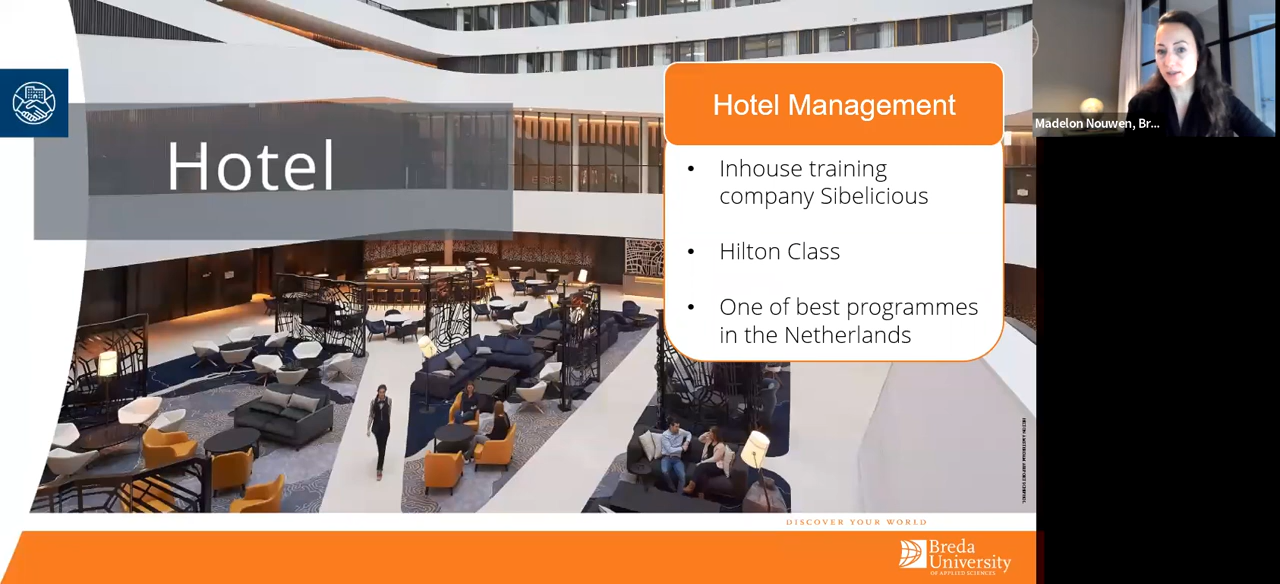 Hotel
Hotel Management
• Inhouse training
company Sibelicious
• Hilton Class
• One of best programmes
in the Netherlands
Madelon Nouwen, Br...
DISCOVER YOUR WORLD
Breda
University
OF APPLIED SCIENCES